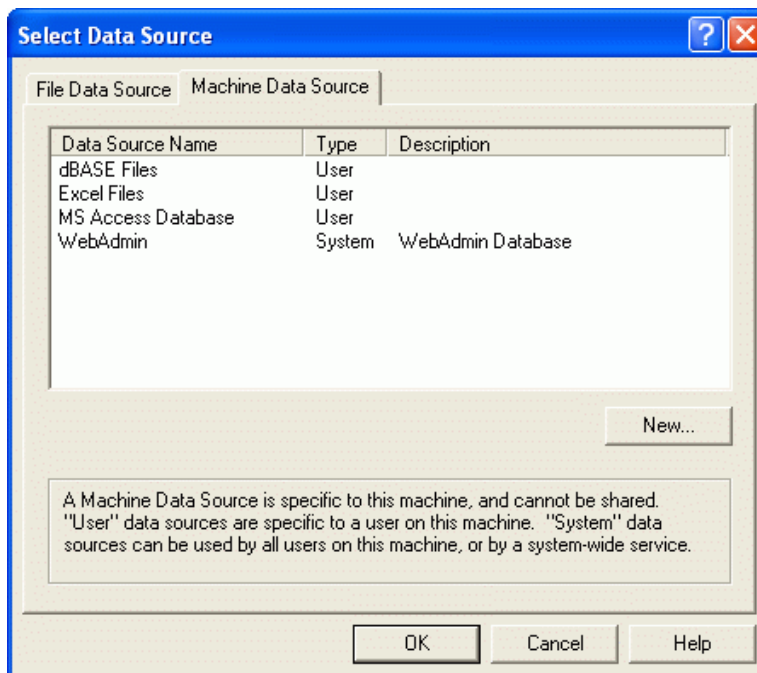 Select Data Source
File Data Source Machine Data Source
Data Source Name Type Description
dBASE Files User
Excel Files User
MS Access Database User
WebAdmin System WebAdmin Database
New...
A Machine Data Source is specific to this machine, and cannot be shared.
"User" data sources are specific to a user on this machine. "System" data
sources can be used by all users on this machine, or by a system-wide service.
OK Cancel Help